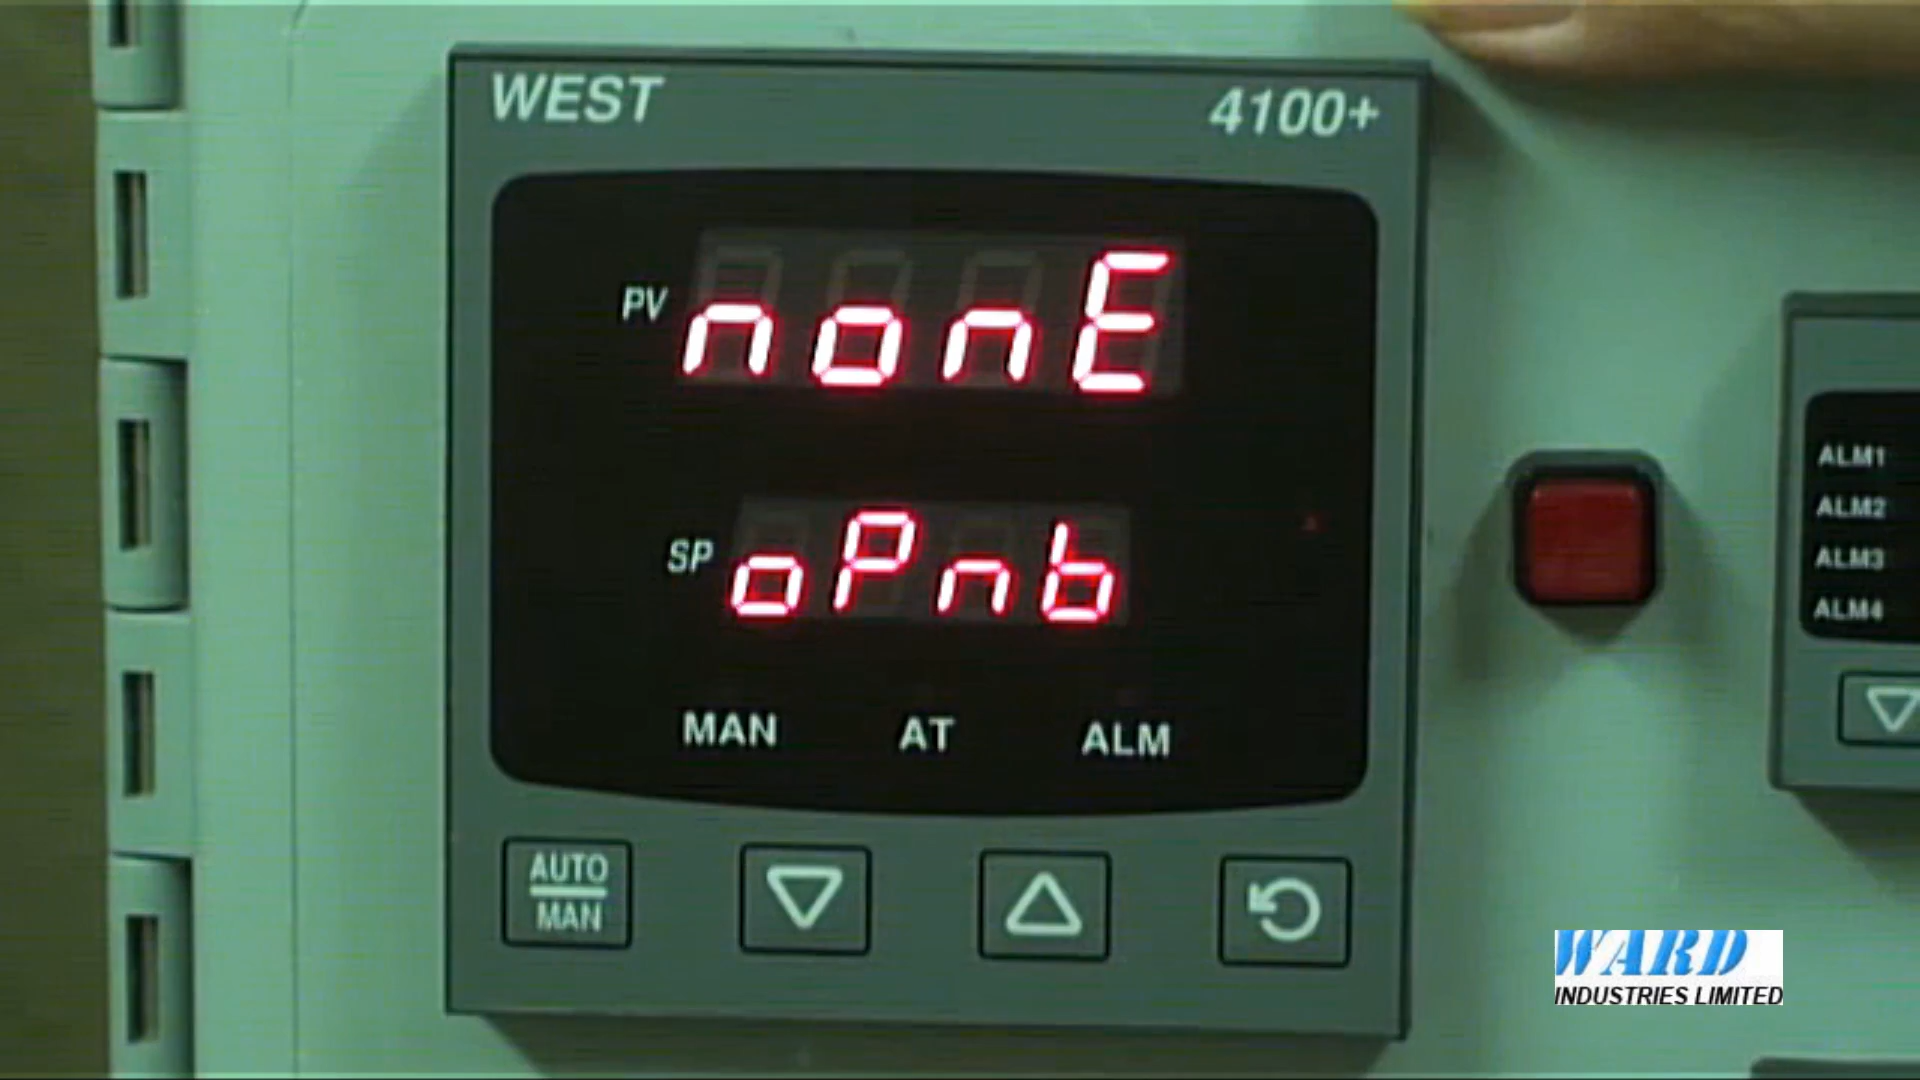 WEST 4100+
PV nonE
SP oPnb
MAN AT ALM
AUTO
MAN
ALM1
ALM2
ALM3
ALM4
WARD
INDUSTRIES LIMITED